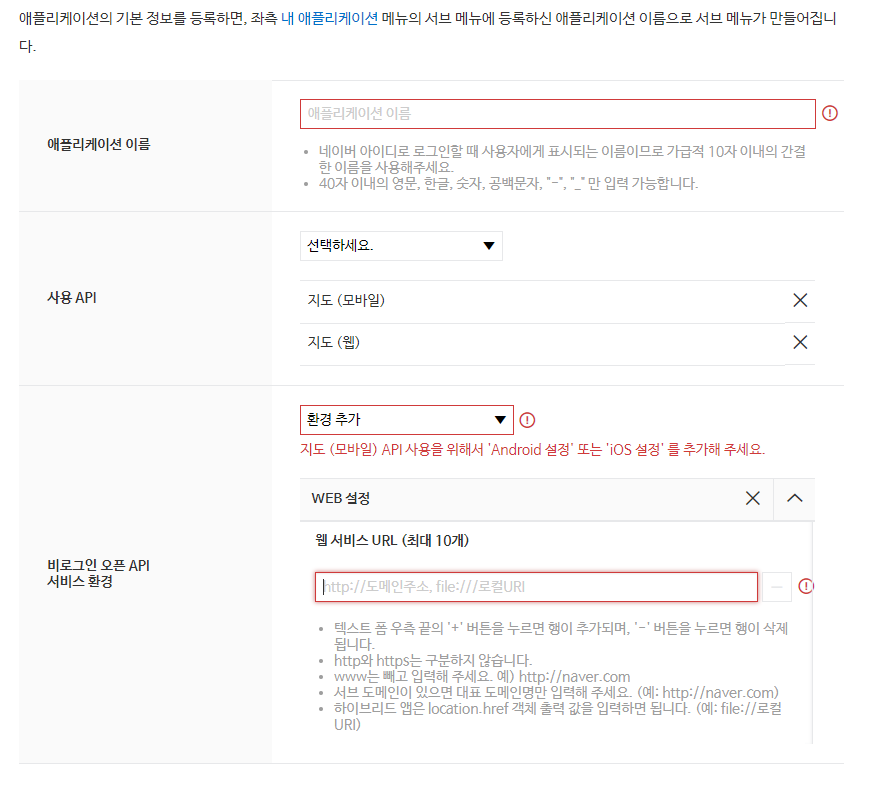 애플리케이션의 기본 정보를 등록하면, 좌측 내 애플리케이션 메뉴의 서브 메뉴에 등록하신 애플리케이션 이름으로 서브 메뉴가 만들어집니
다.
애플리케이션 이름
애플리케이션 이름
• 네이버 아이디로 로그인할 때 사용자에게 표시되는 이름이므로 가급적 10자 이내의 간결
한 이름을 사용해주세요.
• 40자 이내의 영문, 한글, 숫자, 공백문자, "-", "_" 만 입력 가능합니다.
사용 API
선택하세요.
지도 (모바일)
지도 (웹)
비로그인 오픈 API
서비스 환경
환경 추가
지도 (모바일) API 사용을 위해서 'Android 설정' 또는 'iOS 설정' 를 추가해 주세요.
WEB 설정
웹 서비스 URL (최대 10개)
http://도메인주소, file:///로컬URI
• 텍스트 폼 우측 끝의 '+' 버튼을 누르면 행이 추가되며, '-' 버튼을 누르면 행이 삭제
됩니다.
• http와 https는 구분하지 않습니다.
• www는 빼고 입력해 주세요. 예) http://naver.com
• 서브 도메인이 있으면 대표 도메인명만 입력해 주세요. (예: http://naver.com)
• 하이브리드 앱은 location.href 객체 출력 값을 입력하면 됩니다. (예: file://로컬
URI)